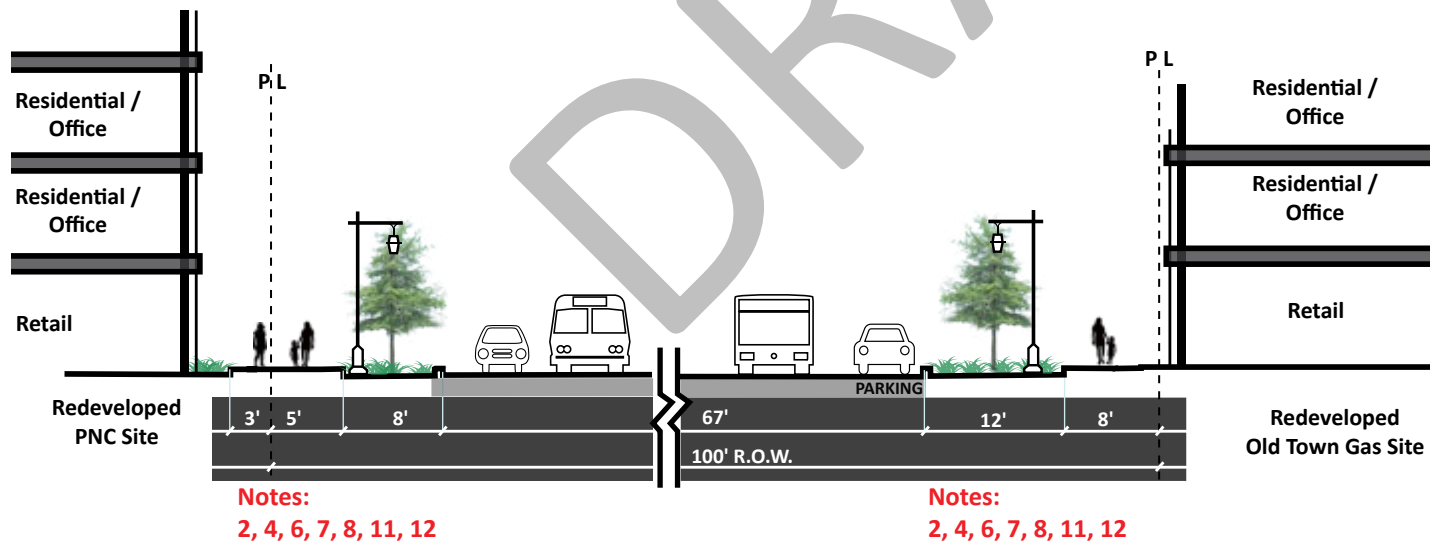 DRA
P L
P L
Residential /
Office
Residential /
Office
Residential /
Office
Residential /
Office
Retail
Retail
PARKING
3' 5' 8' 67' 12' 8'
100' R.O.W.
Redeveloped
PNC Site
Redeveloped
Old Town Gas Site
Notes:
2, 4, 6, 7, 8, 11, 12
Notes:
2, 4, 6, 7, 8, 11, 12